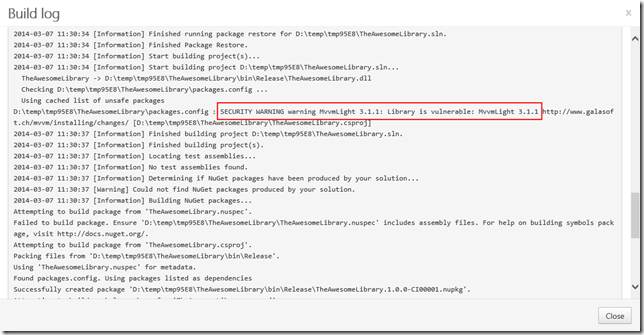 Build log
x
2014-03-07 11:30:34 [Information] Finished running package restore for D:\temp\tmp95E8\TheAwesomeLibrary.sln.
2014-03-07 11:30:34 [Information] Finished Package Restore.
2014-03-07 11:30:34 [Information] Start building project(s)...
2014-03-07 11:30:34 [Information] Start building project D:\temp\tmp95E8\TheAwesomeLibrary.sln...
TheAwesomeLibrary -> D:\temp\tmp95E8\TheAwesomeLibrary\bin\Release\TheAwesomeLibrary.dll
Checking D:\temp\tmp95E8\TheAwesomeLibrary\packages.config ...
Using cached list of unsafe packages
D:\temp\tmp95E8\TheAwesomeLibrary\packages.config : SECURITY WARNING warning MvvmLight 3.1.1: Library is vulnerable: MvvmLight 3.1.1 http://www.galasof
t.ch/mvvm/installing/changes/ [D:\temp\tmp95E8\TheAwesomeLibrary\TheAwesomeLibrary.csproj]
2014-03-07 11:30:37 [Information] Finished building project D:\temp\tmp95E8\TheAwesomeLibrary.sln.
2014-03-07 11:30:37 [Information] Finished building project(s).
2014-03-07 11:30:37 [Information] Locating test assemblies...
2014-03-07 11:30:37 [Information] No test assemblies found.
2014-03-07 11:30:37 [Information] Determining if NuGet packages have been produced by your solution...
2014-03-07 11:30:37 [Warning] Could not find NuGet packages produced by your solution.
2014-03-07 11:30:37 [Information] Building NuGet packages...
Attempting to build package from 'TheAwesomeLibrary.nuspec'.
Failed to build package. Ensure 'D:\temp\tmp95E8\TheAwesomeLibrary\TheAwesomeLibrary.nuspec' includes assembly files. For help on building symbols pack
age, visit http://docs.nuget.org/.
Attempting to build package from 'TheAwesomeLibrary.csproj'.
Packing files from 'D:\temp\tmp95E8\TheAwesomeLibrary\bin\Release'.
Using 'TheAwesomeLibrary.nuspec' for metadata.
Found packages.config. Using packages listed as dependencies
Successfully created package 'D:\temp\tmp95E8\TheAwesomeLibrary\bin\Release\TheAwesomeLibrary.1.0.0-CI00001.nupkg'.
Close